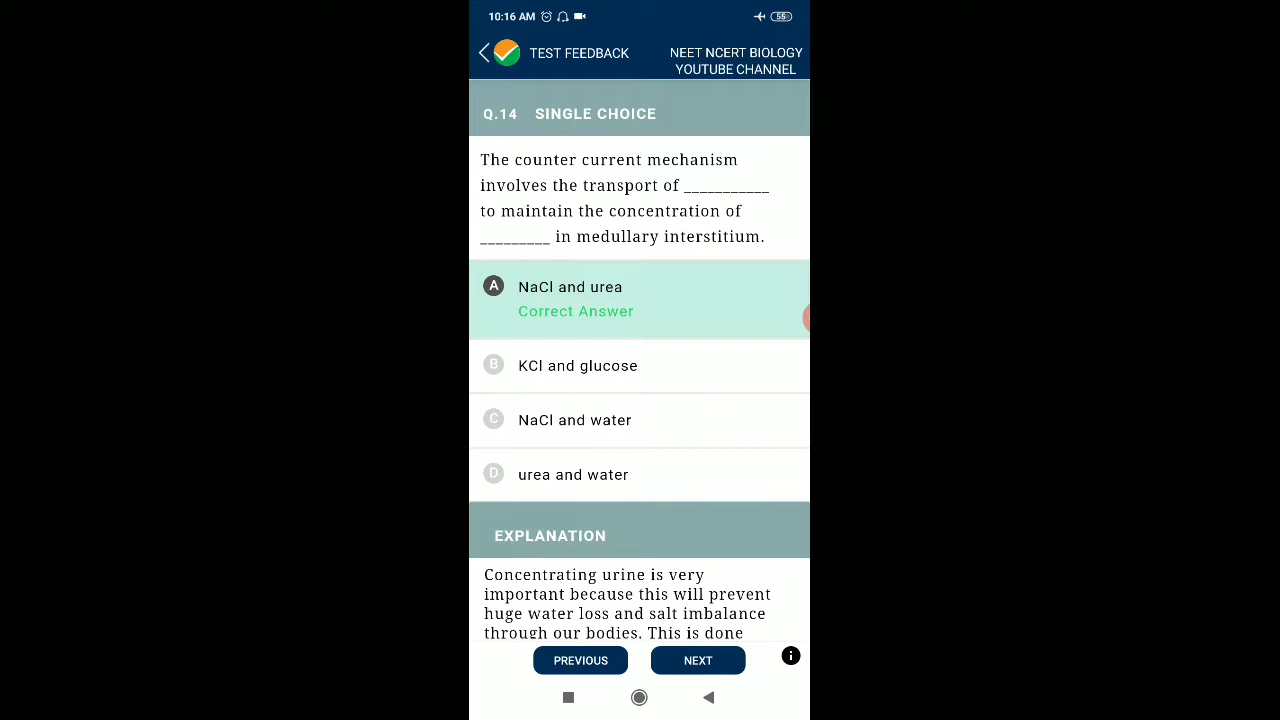 10:16 AM
55
TEST FEEDBACK
NEET NCERT BIOLOGY
YOUTUBE CHANNEL
Q.14 SINGLE CHOICE
The counter current mechanism
involves the transport of ___________
to maintain the concentration of
_________ in medullary interstitium.
A NaCl and urea
Correct Answer
B KCl and glucose
C NaCl and water
D urea and water
EXPLANATION
Concentrating urine is very
important because this will prevent
huge water loss and salt imbalance
through our bodies. This is done
PREVIOUS
NEXT
i